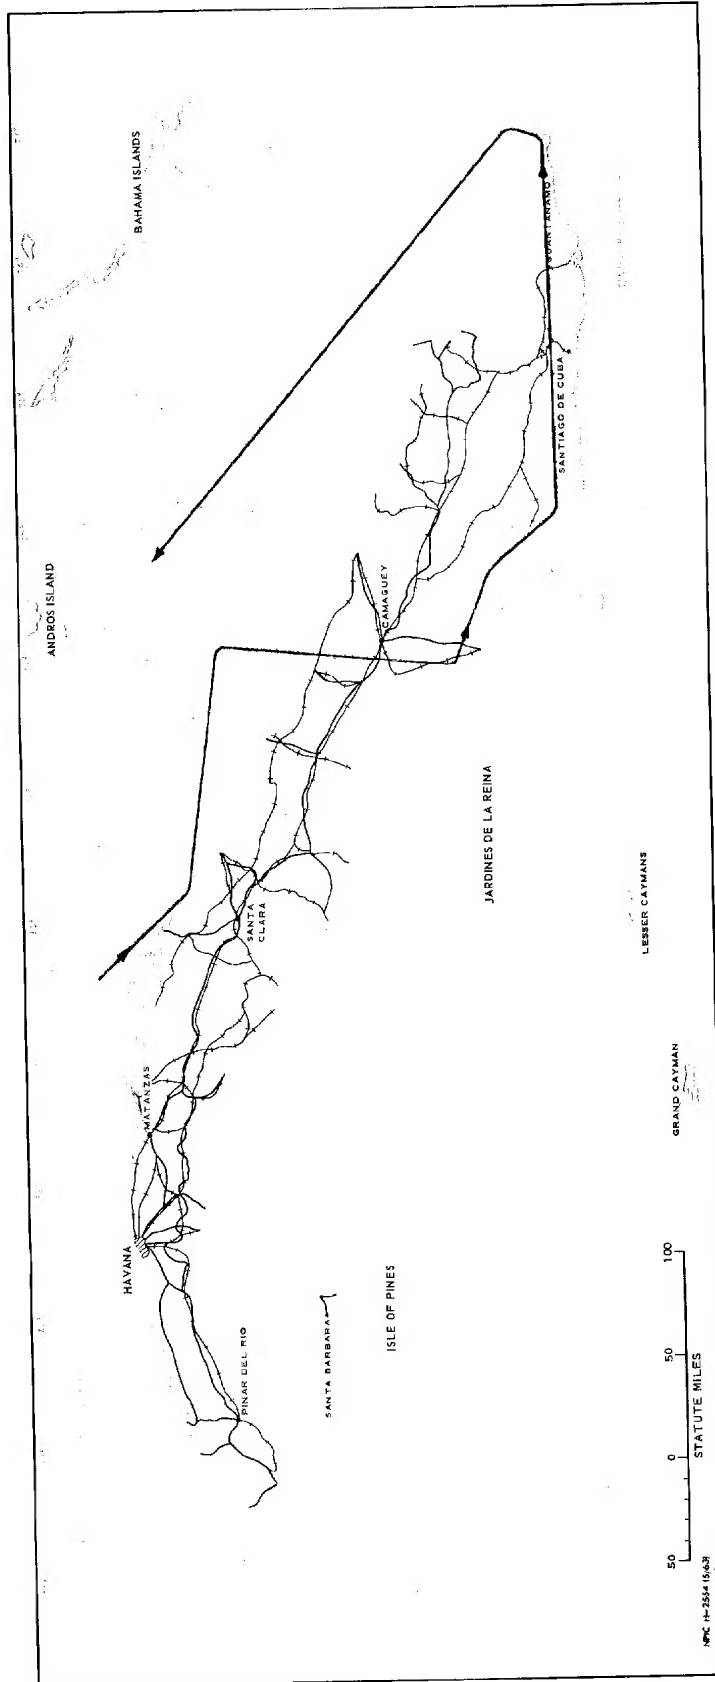 BAHAMA ISLANDS
ANDROS ISLAND
GUANTANAMO
SANTIAGO DE CUBA
CAMAGUEY
JARDINES DE LA REINA
SANTA
CLARA
LESSER CAYMANS
GRAND CAYMAN
MATANZAS
HAVANA
PINAR DEL RIO
SANTA BARBARA
ISLE OF PINES
50 0 50 100
STATUTE MILES
NPIC H-2554 (5/63)